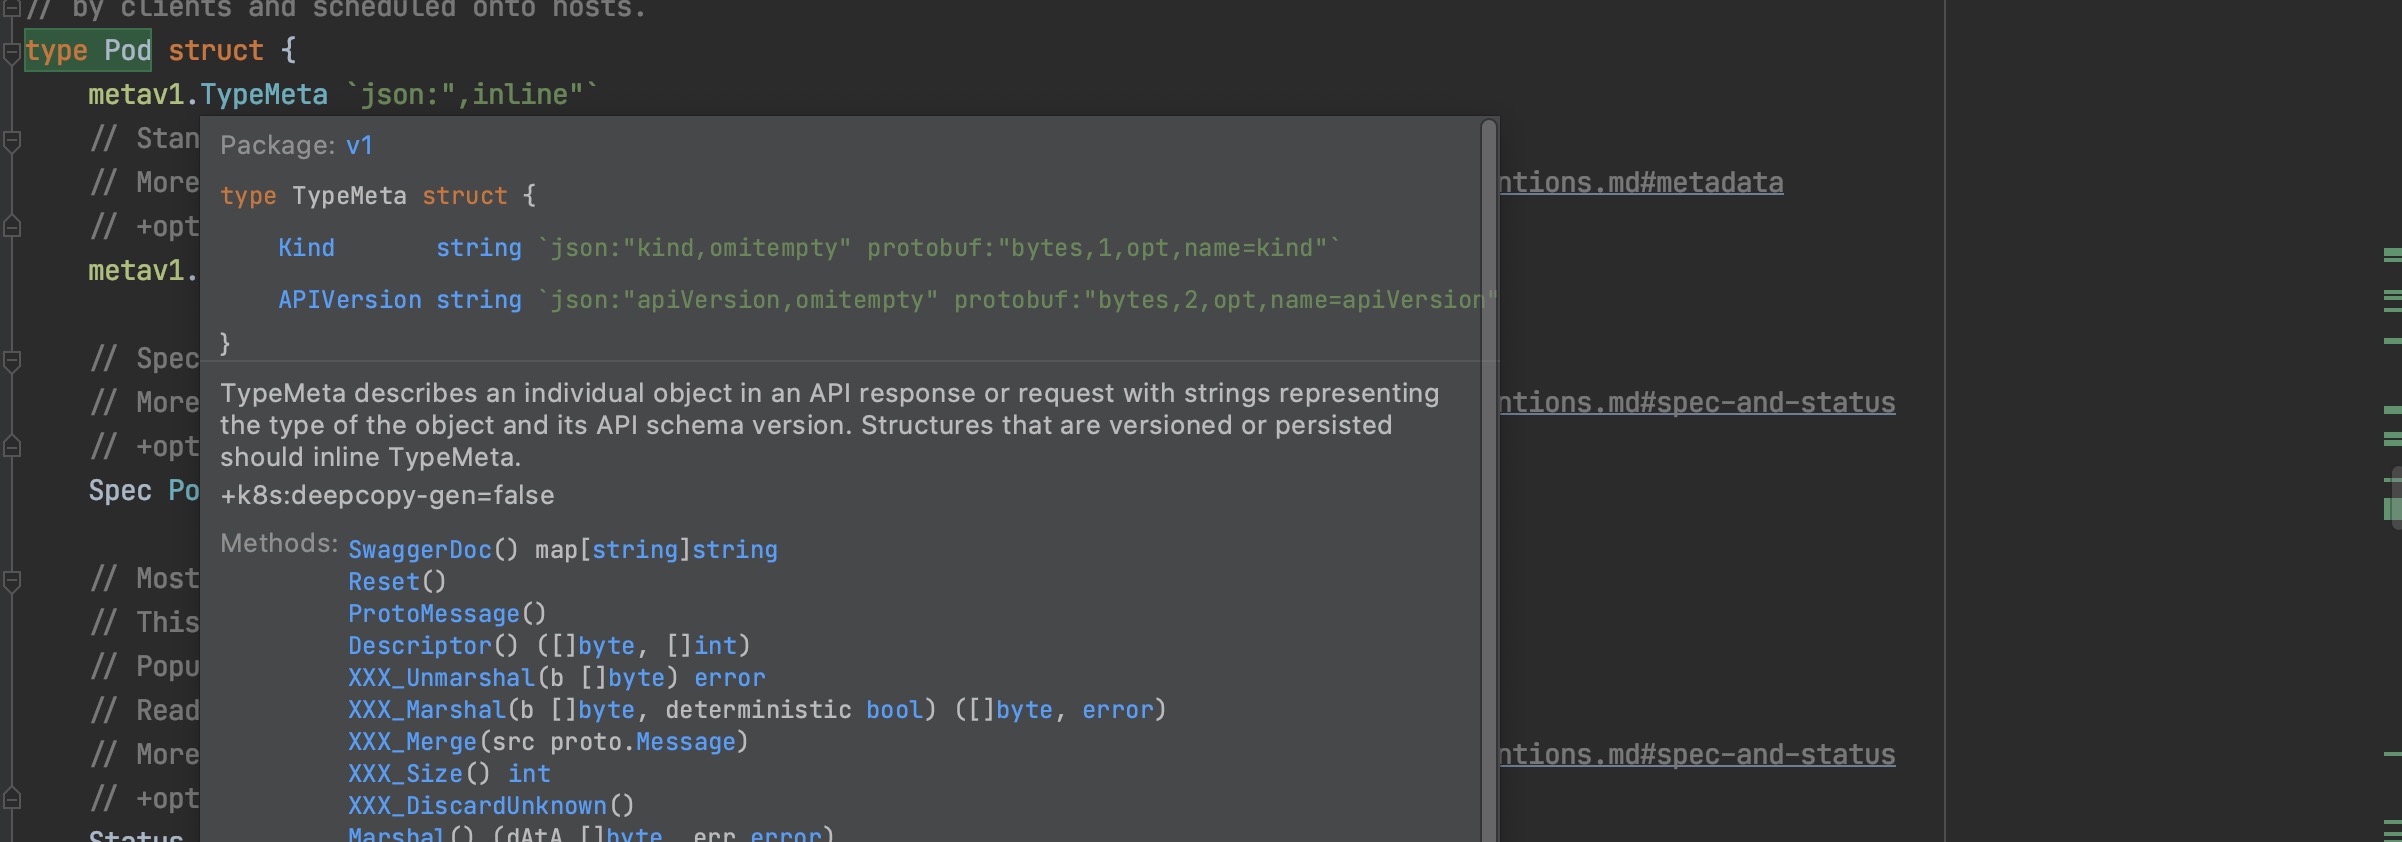 // by clients and scheduled onto hosts.
type Pod struct {
metav1.TypeMeta `json:",inline"`
// Stan
// More
ntions.md#metadata
// +opt
metav1.
// Spec
// More
ntions.md#spec-and-status
// +opt
Spec Po
// Most
// This
// Popu
// Read
// More
ntions.md#spec-and-status
// +opt
Status
Package: v1
type TypeMeta struct {
Kind string `json:"kind,omitempty" protobuf:"bytes,1,opt,name=kind"`
APIVersion string `json:"apiVersion,omitempty" protobuf:"bytes,2,opt,name=apiVersion"
}
TypeMeta describes an individual object in an API response or request with strings representing
the type of the object and its API schema version. Structures that are versioned or persisted
should inline TypeMeta.
+k8s:deepcopy-gen=false
Methods: SwaggerDoc() map[string]string
Reset()
ProtoMessage()
Descriptor() ([]byte, []int)
XXX_Unmarshal(b []byte) error
XXX_Marshal(b []byte, deterministic bool) ([]byte, error)
XXX_Merge(src proto.Message)
XXX_Size() int
XXX_DiscardUnknown()
Marshal() (dAtA []byte, err error)